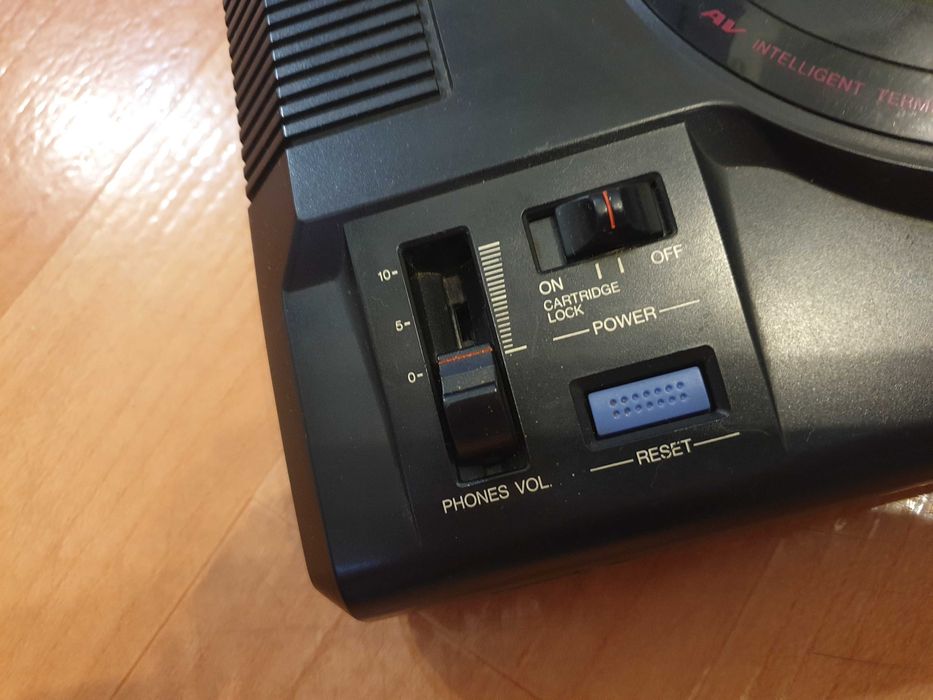 AV INTELLIGENT TERM
10-
5-
0-
PHONES VOL.
ON
OFF
CARTRIDGE
LOCK
POWER
RESET